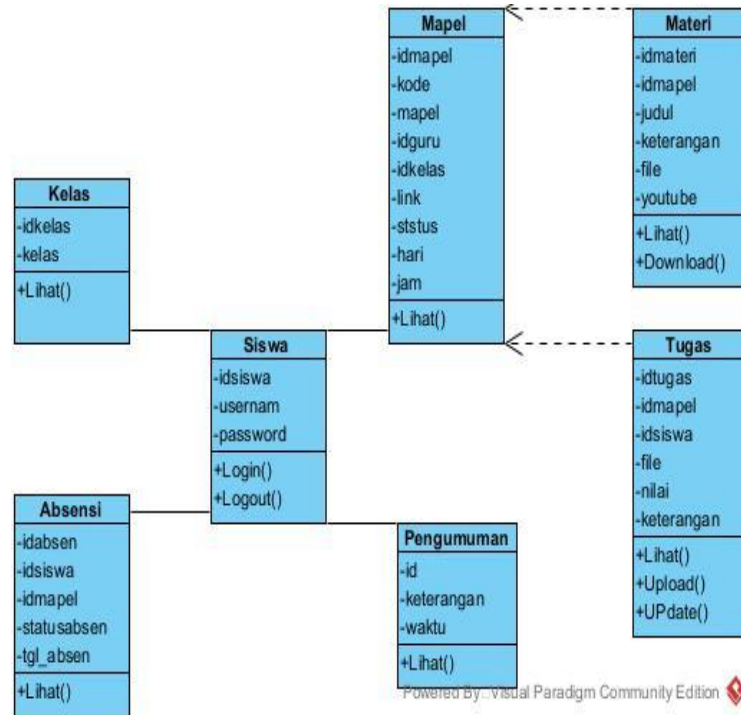 Mapel
-idmapel
-kode
-mapel
-idguru
-idkelas
-link
-ststus
-hari
-jam
+Lihat()
Materi
-idmateri
-idmapel
-judul
-keterangan
-file
-youtube
+Lihat()
+Download()
Kelas
-idkelas
-kelas
+Lihat()
Siswa
-idsiswa
-usernam
-password
+Login()
+Logout()
Tugas
-idtugas
-idmapel
-idsiswa
-file
-nilai
-keterangan
+Lihat()
+Upload()
+UPdate()
Absensi
-idabsen
-idsiswa
-idmapel
-statusabsen
-tgl_absen
+Lihat()
Pengumuman
-id
-keterangan
-waktu
+Lihat()
Powered By: Visual Paradigm Community Edition